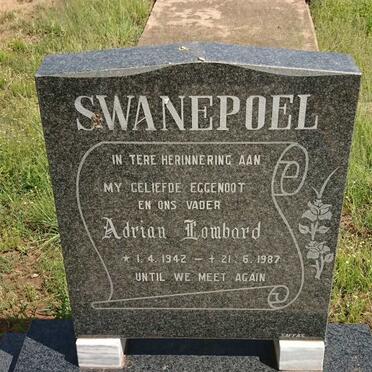 SWANEPOEL
IN TERE HERINNERING AAN
MY GELIEFDE EGGENOOT
EN ONS VADER
Adrian Lombard
* 1. 4. 1942 — + 21. 6. 1987
UNTIL WE MEET AGAIN
SAFFAS